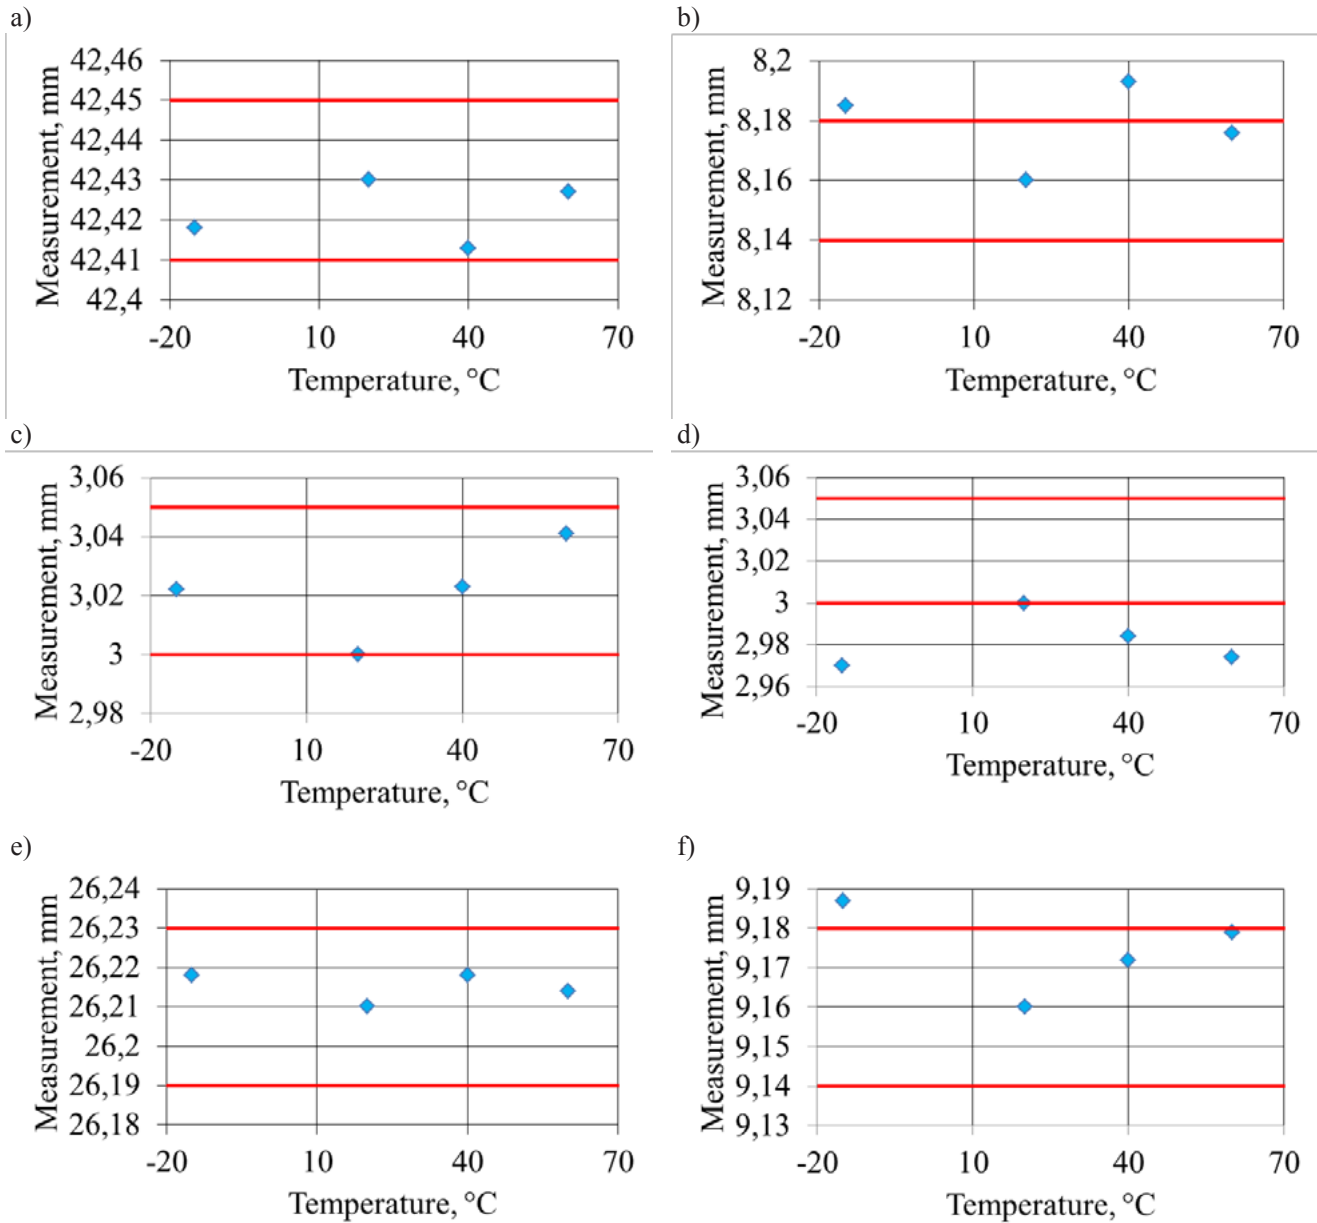 a)
Measurement, mm
42,46
42,45
42,44
42,43
42,42
42,41
42,4
-20 10 40 70
Temperature, °C
b)
Measurement, mm
8,2
8,18
8,16
8,14
8,12
-20 10 40 70
Temperature, °C
c)
Measurement, mm
3,06
3,04
3,02
3
2,98
-20 10 40 70
Temperature, °C
d)
Measurement, mm
3,06
3,04
3,02
3
2,98
2,96
-20 10 40 70
Temperature, °C
e)
Measurement, mm
26,24
26,23
26,22
26,21
26,2
26,19
26,18
-20 10 40 70
Temperature, °C
f)
Measurement, mm
9,19
9,18
9,17
9,16
9,15
9,14
9,13
-20 10 40 70
Temperature, °C